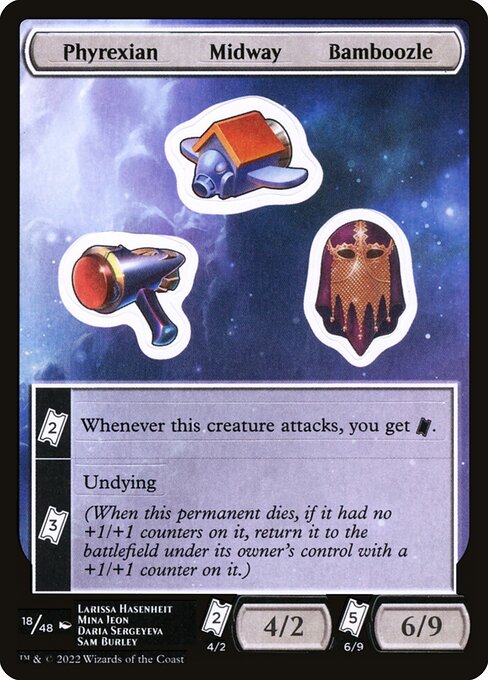 Phyrexian Midway Bamboozle
2 Whenever this creature attacks, you get .
Undying
3 (When this permanent dies, if it had no
+1/+1 counters on it, return it to the
battlefield under its owner's control with a
+1/+1 counter on it.)
18/48
Larissa Hasenheit
Mina Jeon
Daria Sergeyeva
Sam Burley
2 4/2 4/2
5 6/9 6/9
™ & © 2022 Wizards of the Coast